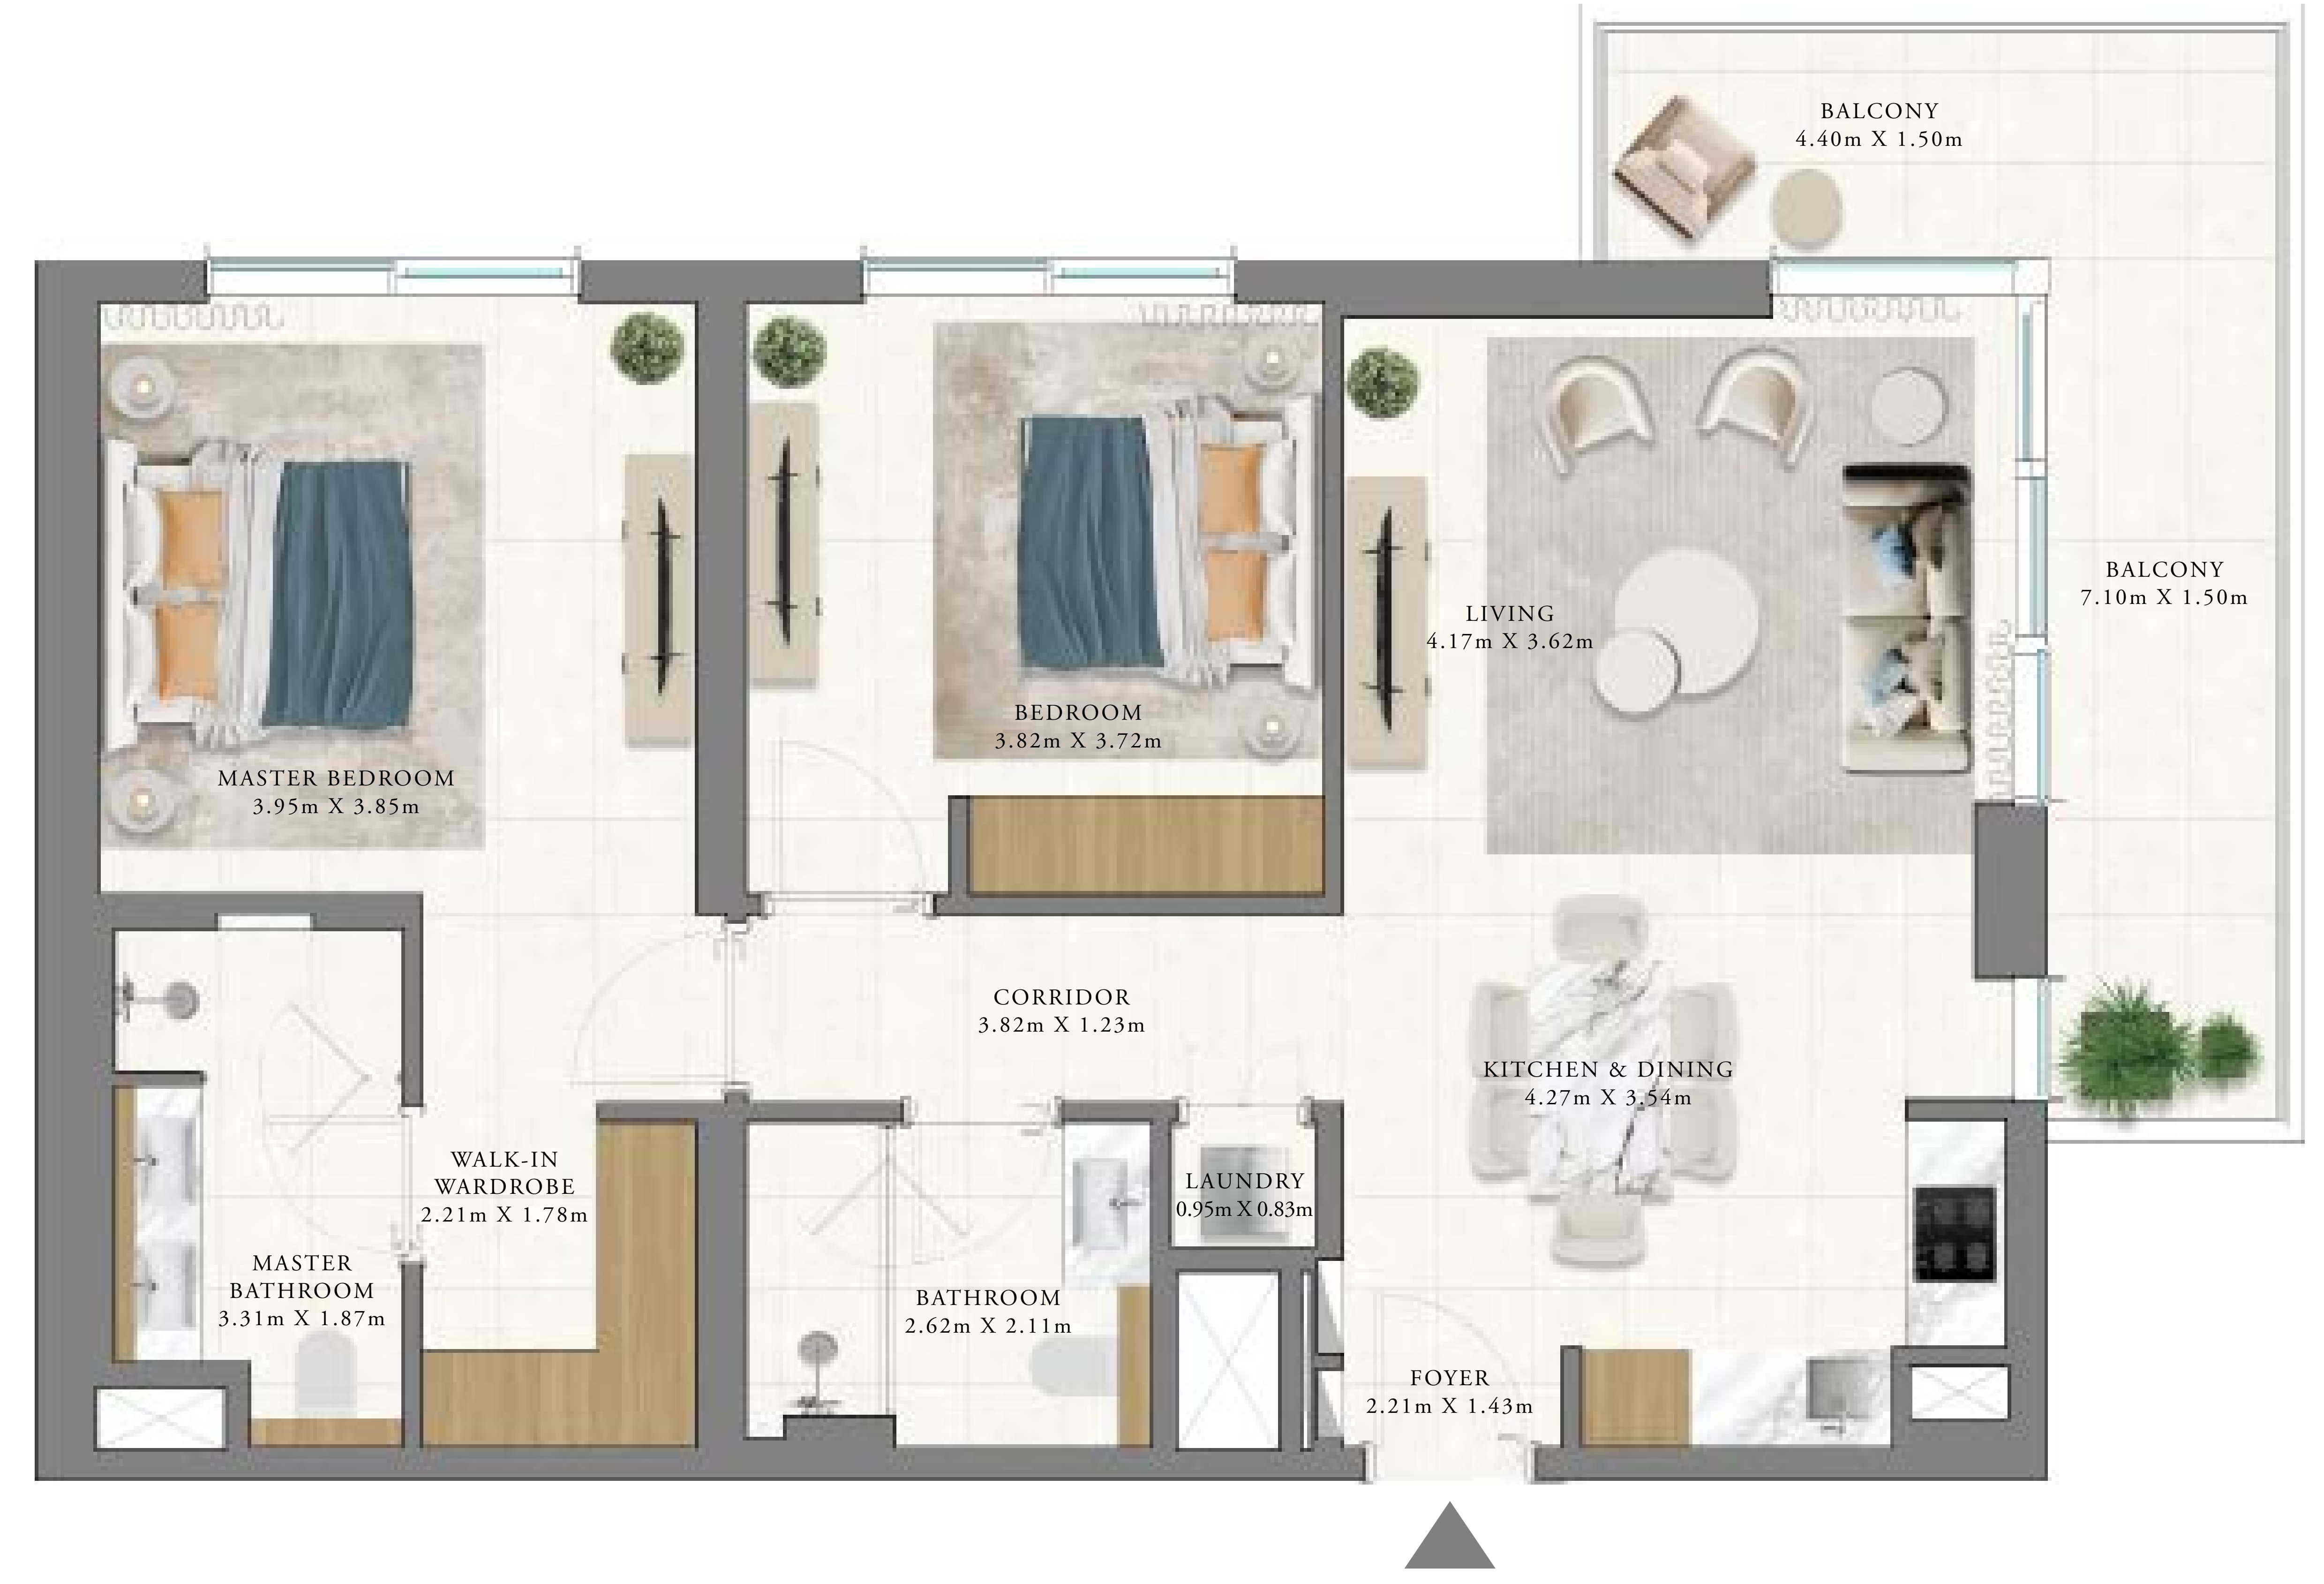 BALCONY
4.40m X 1.50m
BALCONY
7.10m X 1.50m
LIVING
4.17m X 3.62m
BEDROOM
3.82m X 3.72m
MASTER BEDROOM
3.95m X 3.85m
CORRIDOR
3.82m X 1.23m
KITCHEN & DINING
4.27m X 3.54m
WALK-IN
WARDROBE
2.21m X 1.78m
LAUNDRY
0.95m X 0.83m
MASTER
BATHROOM
3.31m X 1.87m
BATHROOM
2.62m X 2.11m
FOYER
2.21m X 1.43m